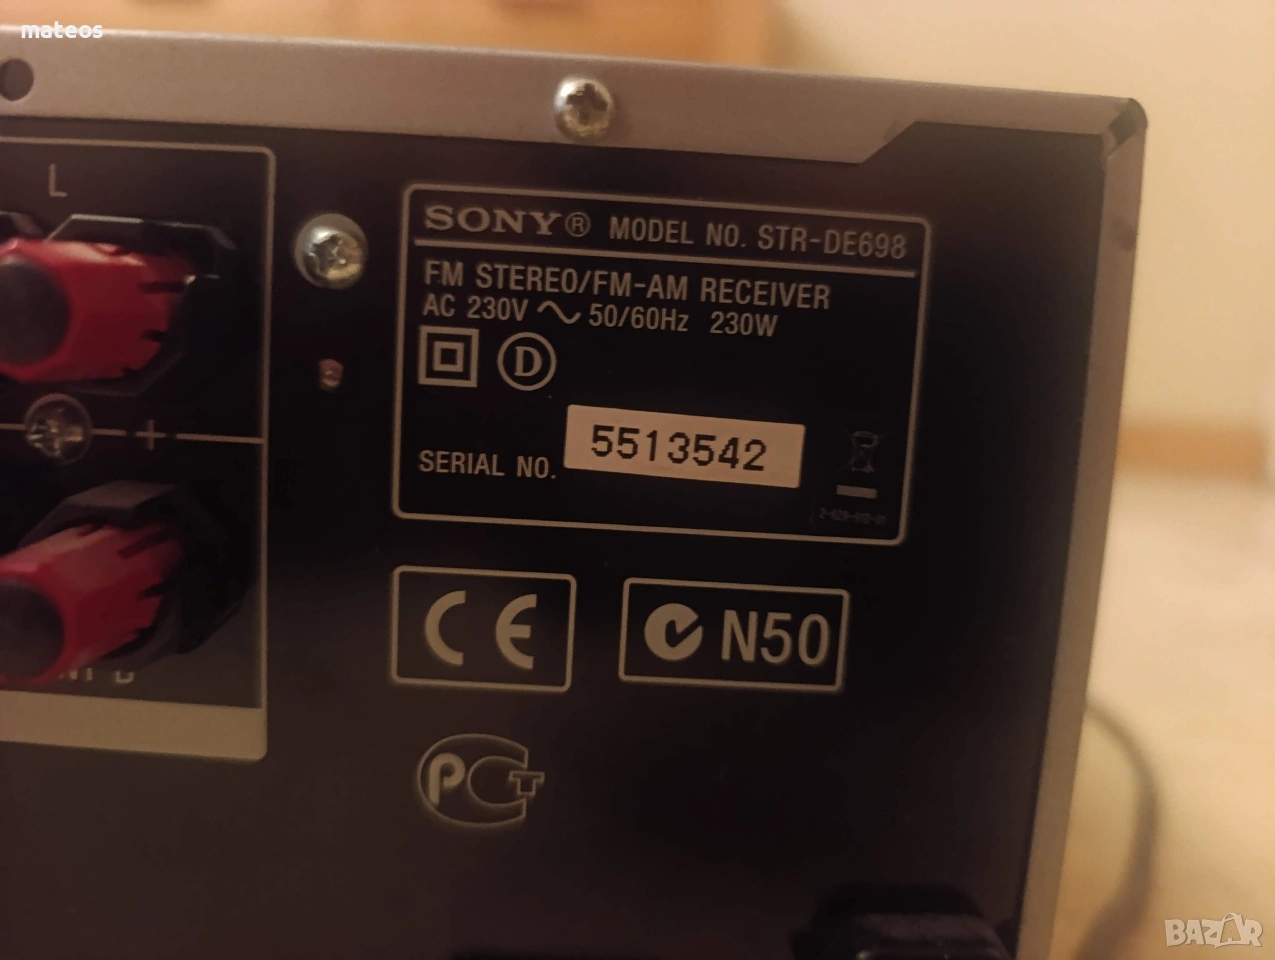 mateos
L
SONY® MODEL NO. STR-DE698
FM STEREO/FM-AM RECEIVER
AC 230V ~ 50/60Hz 230W
D
SERIAL NO. 5513542
+
CE
N50
PCT
BAZAR